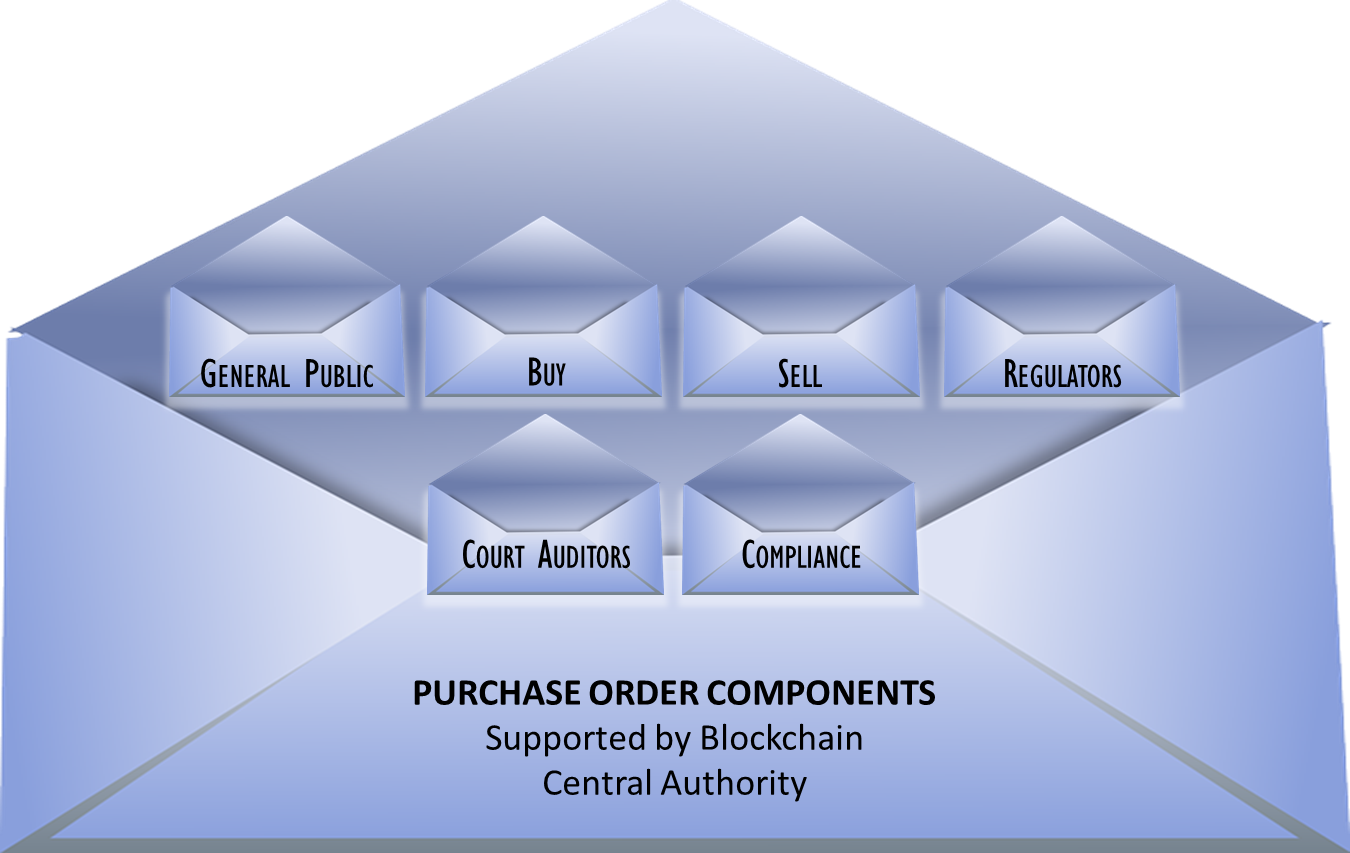 General Public
Buy
Sell
Regulators
Court Auditors
Compliance
PURCHASE ORDER COMPONENTS
Supported by Blockchain
Central Authority